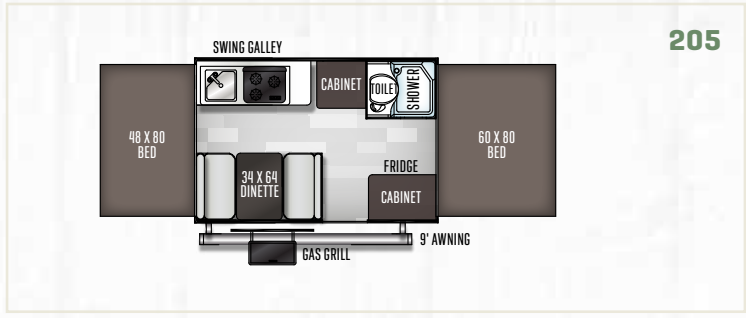 205
SWING GALLEY
CABINET
TOILET
SHOWER
48 X 80
BED
60 X 80
BED
34 X 64
DINETTE
FRIDGE
CABINET
9' AWNING
GAS GRILL